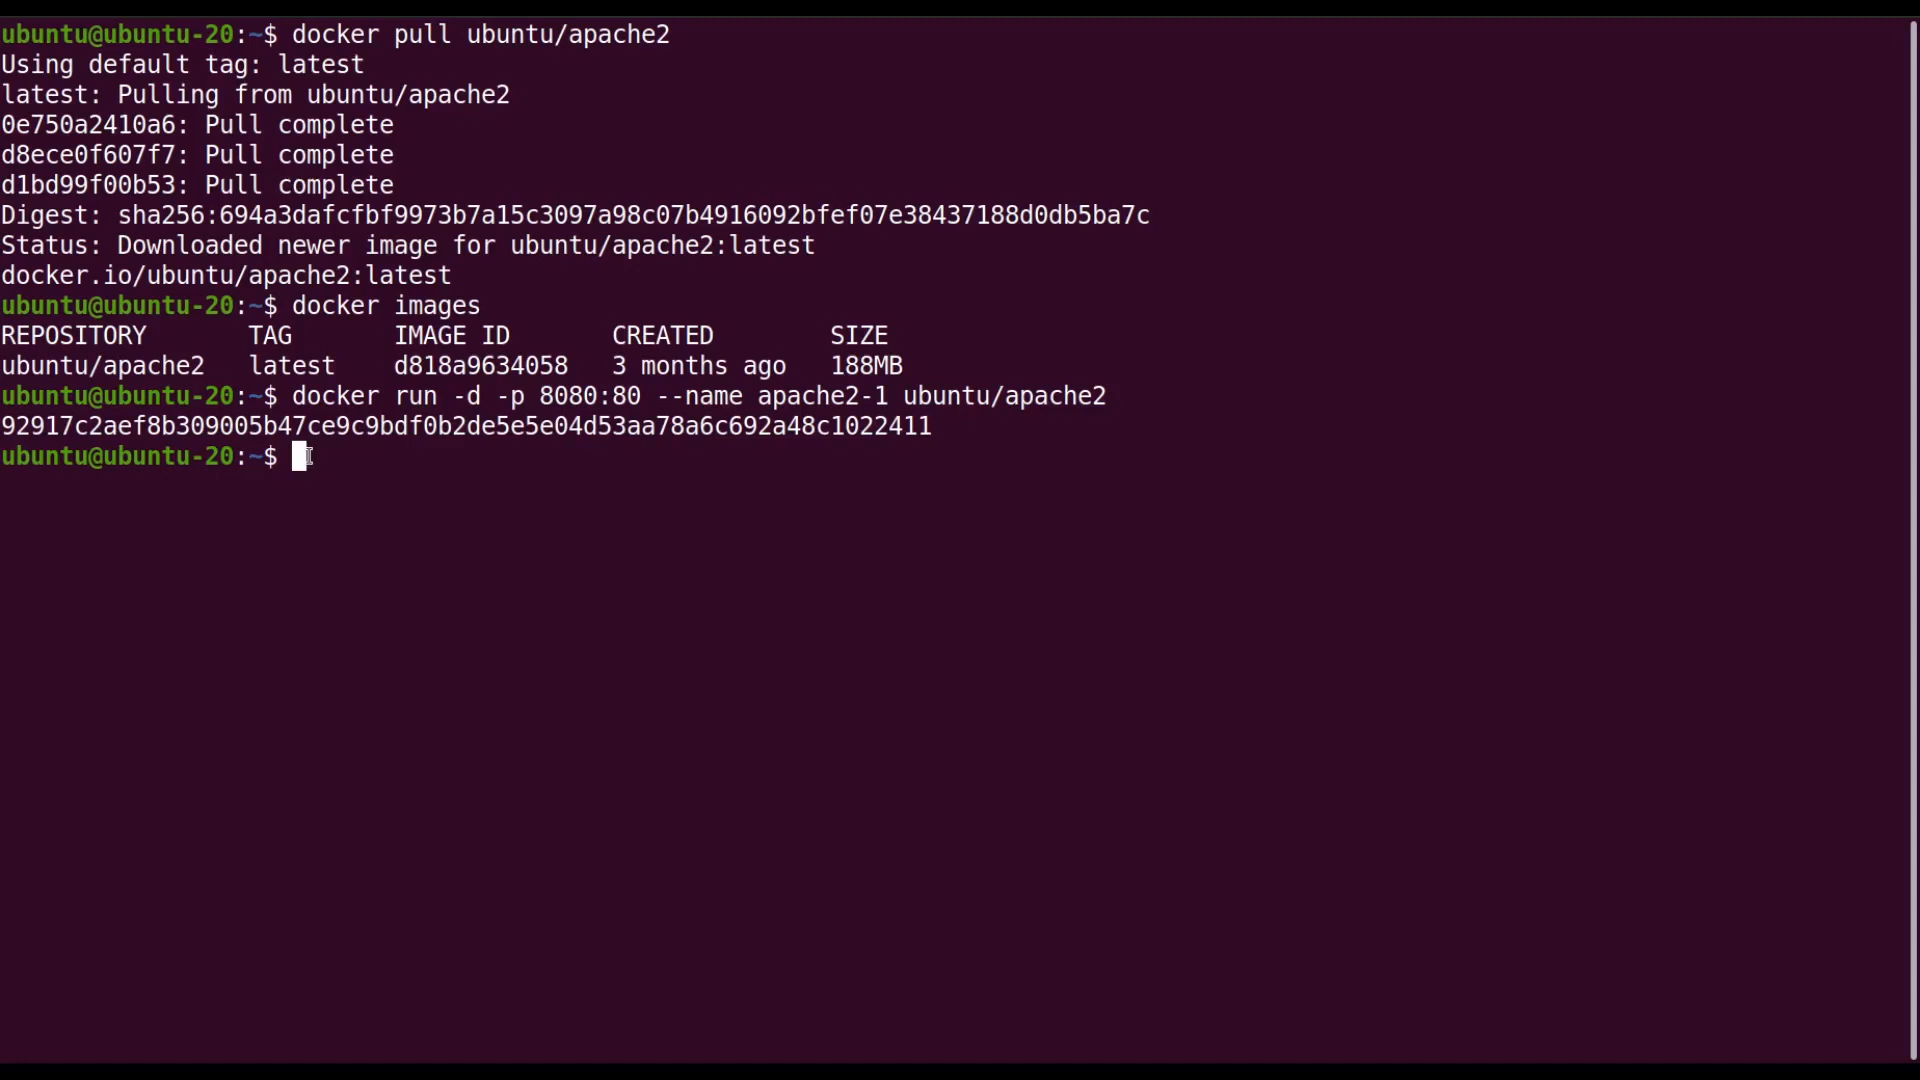 ubuntu@ubuntu-20:~$ docker pull ubuntu/apache2
Using default tag: latest
latest: Pulling from ubuntu/apache2
0e750a2410a6: Pull complete
d8ece0f607f7: Pull complete
d1bd99f00b53: Pull complete
Digest: sha256:694a3dafcfbf9973b7a15c3097a98c07b4916092bfef07e38437188d0db5ba7c
Status: Downloaded newer image for ubuntu/apache2:latest
docker.io/ubuntu/apache2:latest
ubuntu@ubuntu-20:~$ docker images
REPOSITORY       TAG       IMAGE ID       CREATED        SIZE
ubuntu/apache2   latest    d818a9634058   3 months ago   188MB
ubuntu@ubuntu-20:~$ docker run -d -p 8080:80 --name apache2-1 ubuntu/apache2
92917c2aef8b309005b47ce9c9bdf0b2de5e5e04d53aa78a6c692a48c1022411
ubuntu@ubuntu-20:~$